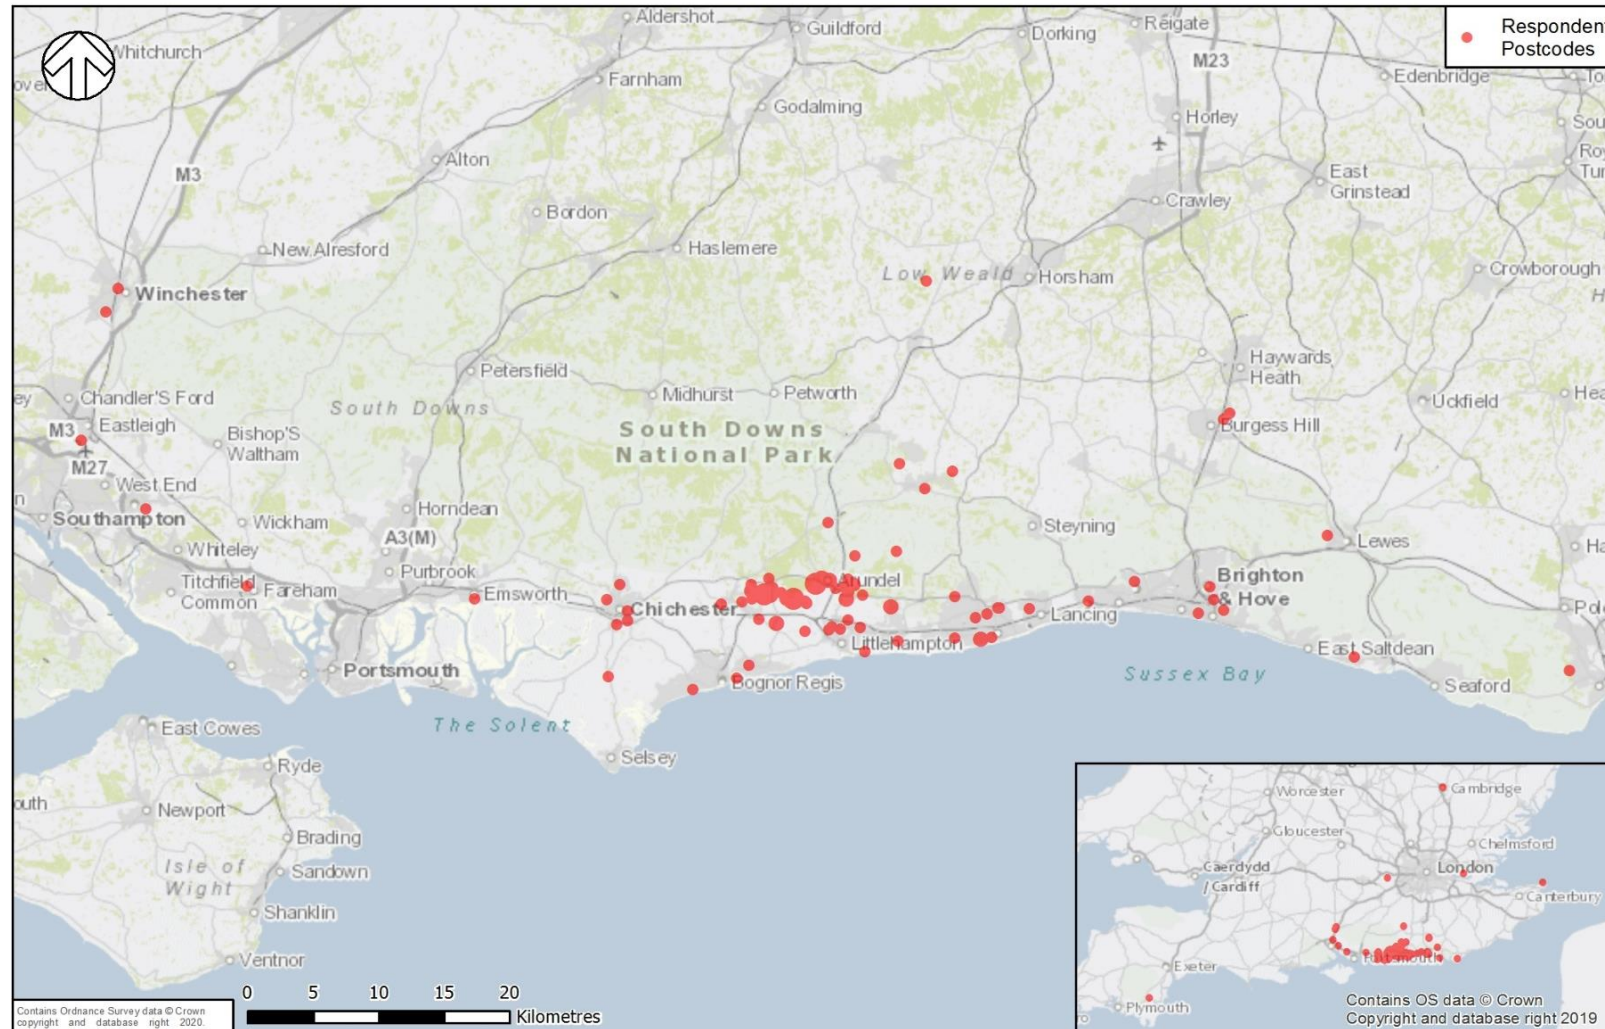 Aldershot
Guildford
Reigate
Dorking
Respondent
Postcodes
Whitchurch
M23
Edenbridge
Farnham
Godalming
Horley
Alton
M3
East
Grinstead
Crawley
Bordon
New Alresford
Haslemere
Low Weald
Horsham
Crowborough
Winchester
Haywards
Heath
Petersfield
Midhurst
Petworth
Chandler'S Ford
South Downs
Uckfield
M3
Eastleigh
Bishop'S
Waltham
South Downs
National Park
Burgess Hill
M27
West End
Horndean
Southampton
Wickham
Steyning
A3(M)
Whiteley
Lewes
Purbrook
Titchfield
Common
Fareham
Emsworth
Arundel
Brighton
& Hove
Chichester
Lancing
Littlehampton
East Saltdean
Portsmouth
Sussex Bay
Bognor Regis
Seaford
East Cowes
The Solent
Selsey
Ryde
Newport
Brading
Isle of
Wight
Sandown
Shanklin
Ventnor
0 5 10 15 20
Kilometres
Contains Ordnance Survey data © Crown
copyright and database right 2020.
Worcester
Cambridge
Gloucester
Chelmsford
Caerdydd
/ Cardiff
London
Canterbury
Portsmouth
Exeter
Plymouth
Contains OS data © Crown
Copyright and database right 2019